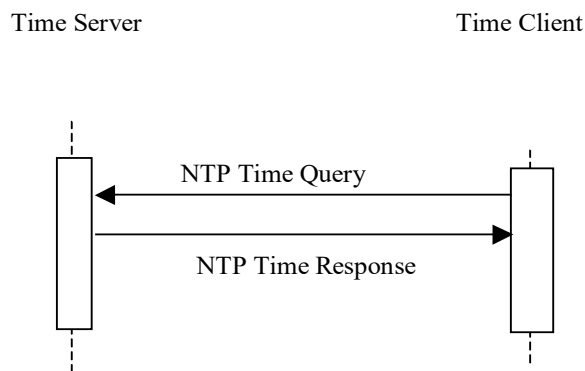 Time Server
Time Client
NTP Time Query
NTP Time Response